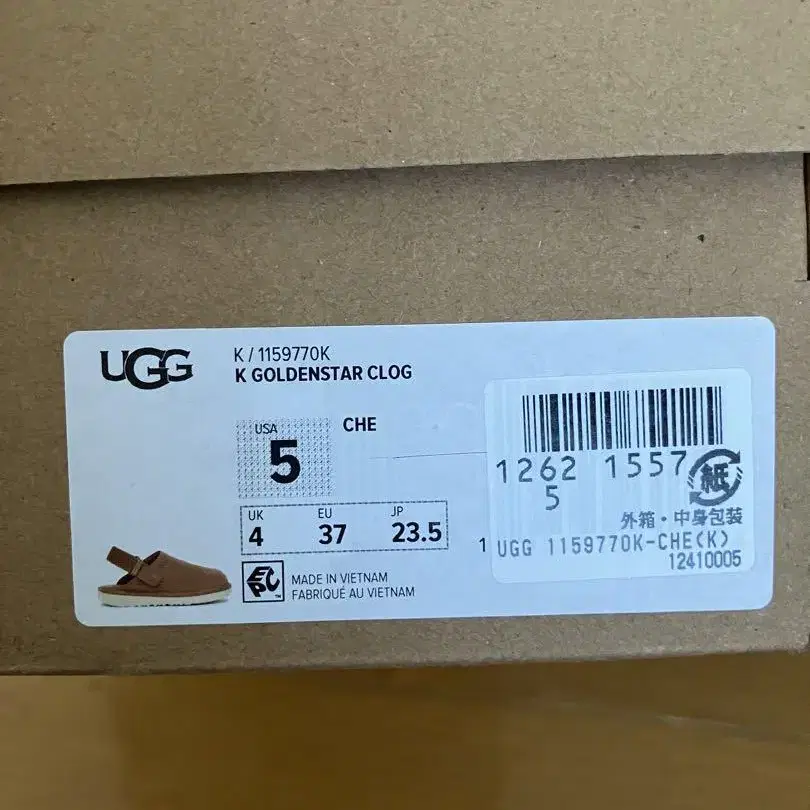 UGG
K / 1159770K
K GOLDENSTAR CLOG
USA
5
CHE
UK EU JP
4 37 23.5
MADE IN VIETNAM
FABRIQUÉ AU VIETNAM
1
1262 1557
5
紙
外箱・中身包装
UGG 1159770K-CHE(K)
12410005